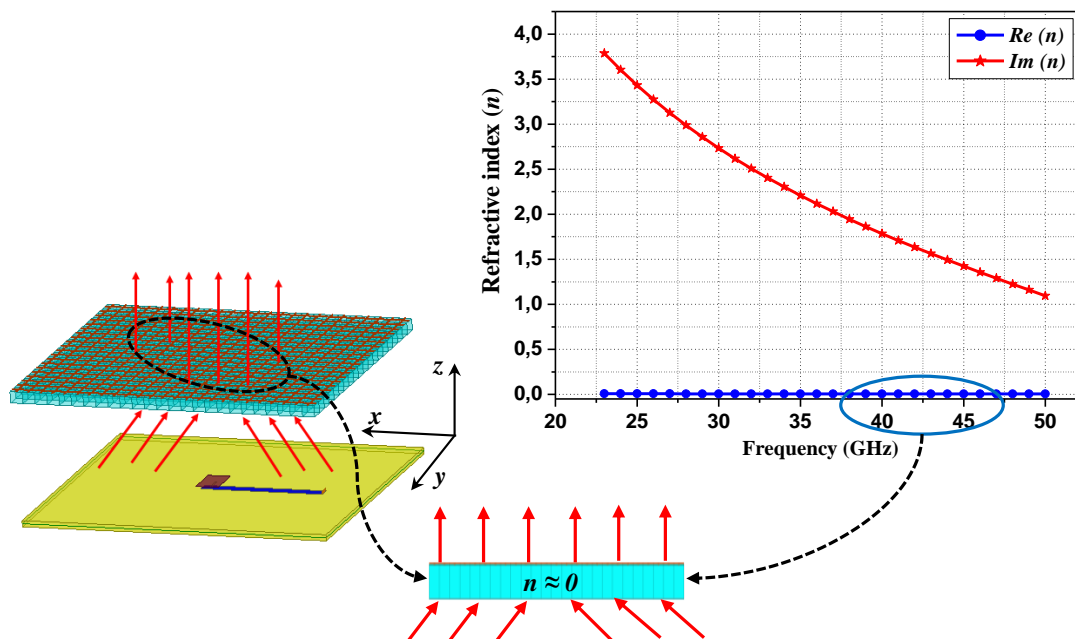 Refractive index (n)
4,0
3,5
3,0
2,5
2,0
1,5
1,0
0,5
0,0
Re (n)
Im (n)
20 25 30 35 40 45 50
Frequency (GHz)
z
x
y
n ≈ 0